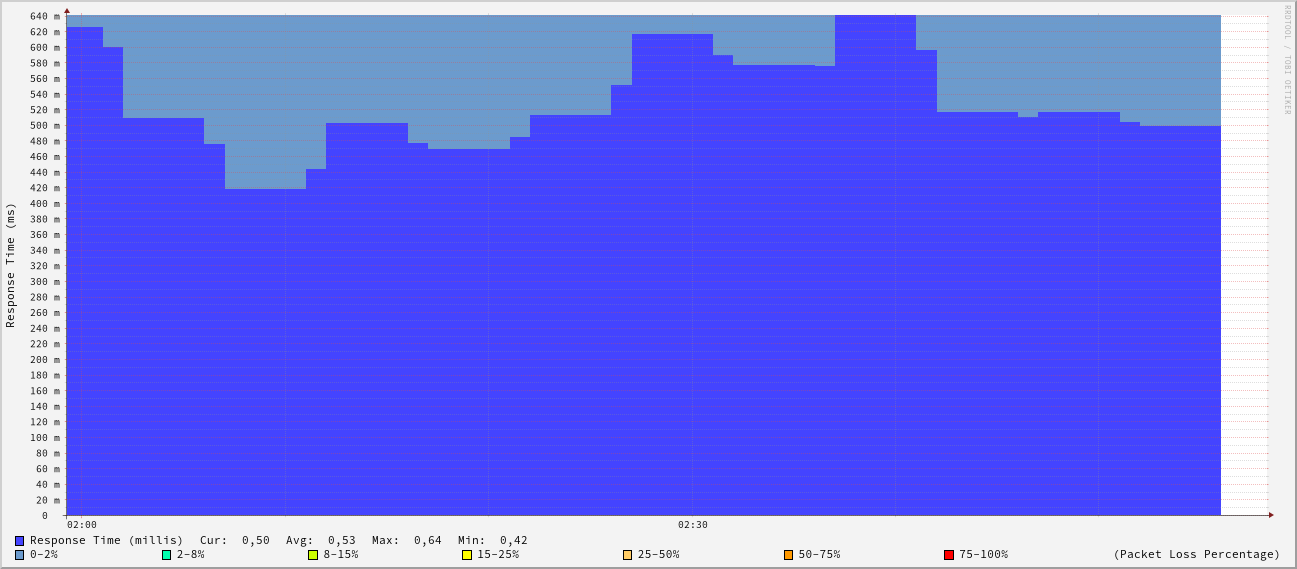 640 m
620 m
600 m
580 m
560 m
540 m
520 m
500 m
480 m
460 m
440 m
420 m
400 m
380 m
360 m
340 m
320 m
300 m
280 m
260 m
240 m
220 m
200 m
180 m
160 m
140 m
120 m
100 m
80 m
60 m
40 m
20 m
0
Response Time (ms)
RRDTOOL / TOBI OETIKER
02:00 02:30
Response Time (millis) Cur: 0,50 Avg: 0,53 Max: 0,64 Min: 0,42
0-2% 2-8% 8-15% 15-25% 25-50% 50-75% 75-100% (Packet Loss Percentage)